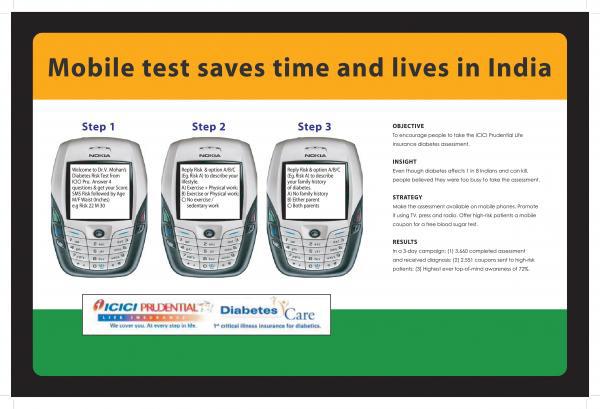 Mobile test saves time and lives in India
Step 1
NOKIA
Welcome to Dr.V. Mohan's
Diabetes Risk Test from
ICICI Pru. Answer 4
questions & get your Score.
SMS Risk followed by Age
M/F Waist (Inches)
e.g Risk 22 M 30
Step 2
NOKIA
Reply Risk & option A/B/C
(Eg. Risk A) to describe your
lifestyle.
A) Exercise + Physical work;
B) Exercise or Physical work;
C) No exercise /
sedentary work
Step 3
NOKIA
Reply Risk & option A/B/C
(Eg. Risk A) to describe
your family history
of diabetes.
A) No family history
B) Either parent
C) Both parents
OBJECTIVE
To encourage people to take the ICICI Prudential Life
Insurance diabetes assessment.
INSIGHT
Even though diabetes affects 1 in 8 Indians and can kill,
people believed they were too busy to take the assessment.
STRATEGY
Make the assessment available on mobile phones. Promote
it using TV, press and radio. Offer high-risk patients a mobile
coupon for a free blood sugar test.
RESULTS
In a 3-day campaign: (1) 3,660 completed assessment
and received diagnosis; (2) 2,551 coupons sent to high-risk
patients; (3) Highest ever top-of-mind awareness of 72%.
ICICI PRUDENTIAL
LIFE INSURANCE
We cover you. At every step in life.
Diabetes Care
1st critical illness insurance for diabetes.